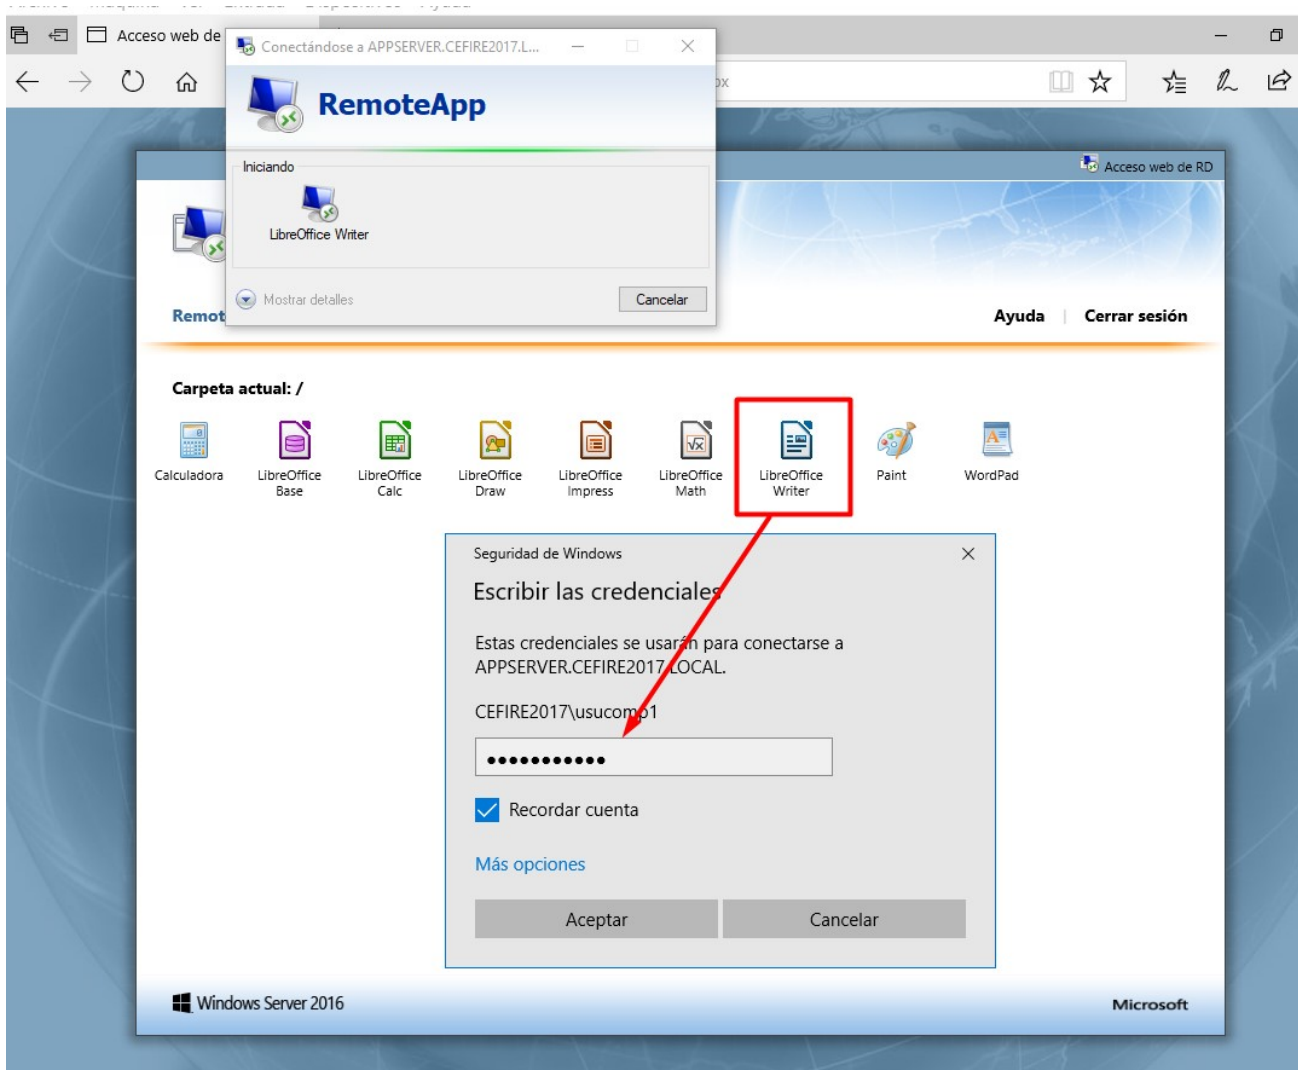 Acceso web de
Conectándose a APPSERVER.CEFIRE2017.L...
RemoteApp
Iniciando
LibreOffice Writer
Mostrar detalles
Cancelar
Acceso web de RD
Ayuda | Cerrar sesión
Carpeta actual: /
Calculadora
LibreOffice
Base
LibreOffice
Calc
LibreOffice
Draw
LibreOffice
Impress
LibreOffice
Math
LibreOffice
Writer
Paint
WordPad
Seguridad de Windows
Escribir las credenciales
Estas credenciales se usarán para conectarse a
APPSERVER.CEFIRE2017.LOCAL.
CEFIRE2017\usucomp1
Recordar cuenta
Más opciones
Aceptar
Cancelar
Windows Server 2016
Microsoft